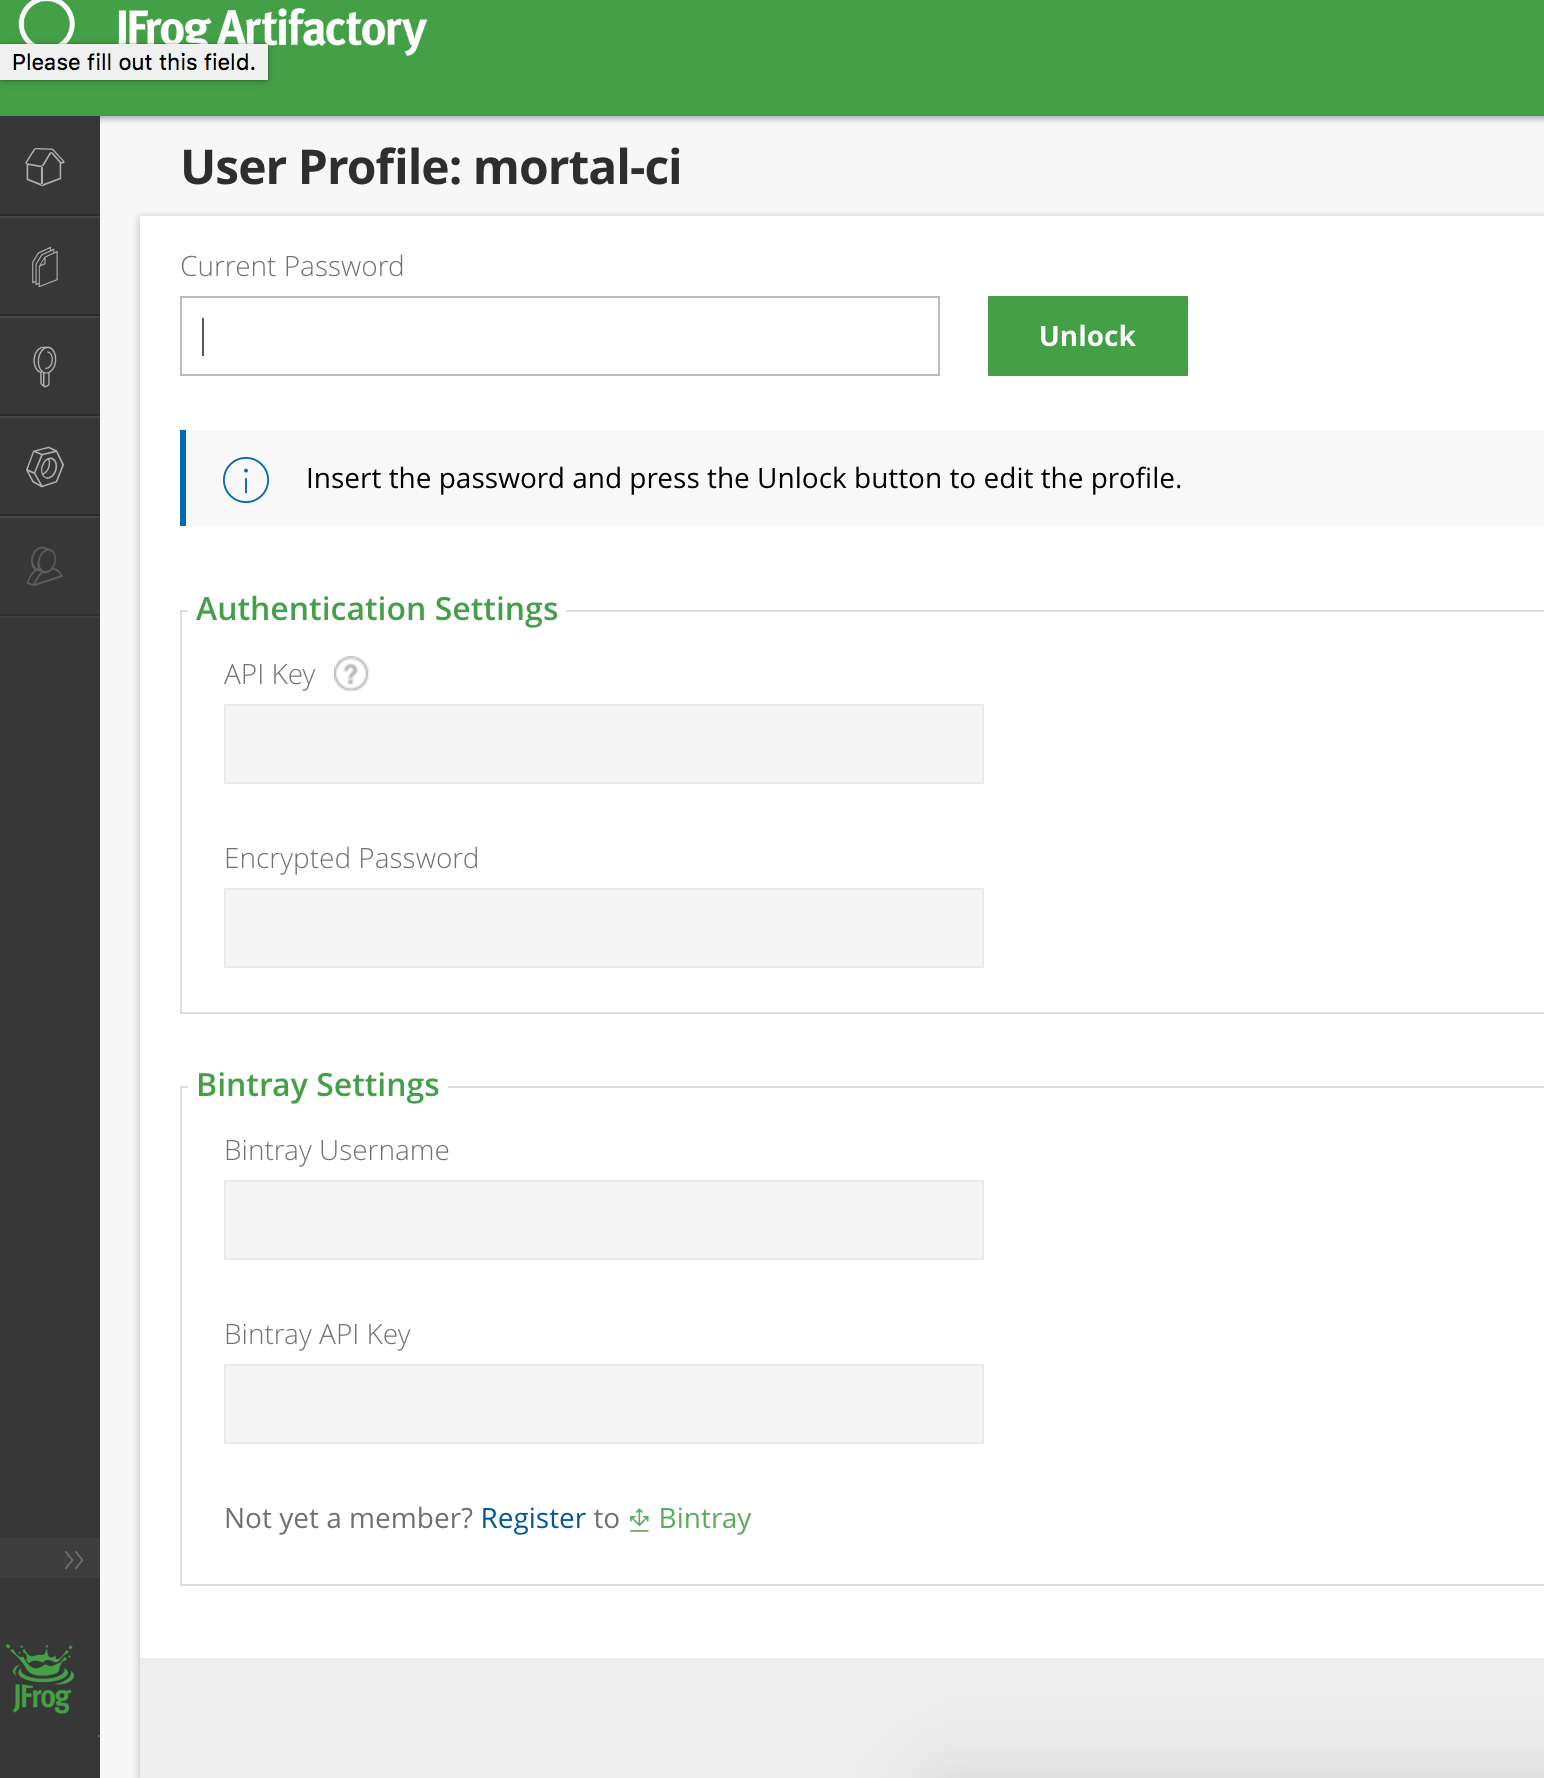 JFrog Artifactory
Please fill out this field.
User Profile: mortal-ci
Current Password
Unlock
Insert the password and press the Unlock button to edit the profile.
Authentication Settings
API Key ?
Encrypted Password
Bintray Settings
Bintray Username
Bintray API Key
Not yet a member? Register to Bintray
JFrog